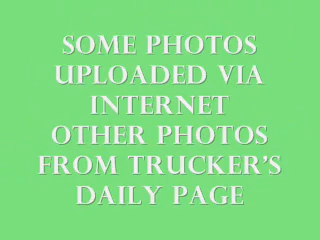 SOME PHOTOS
UPLOADED VIA
INTERNET
OTHER PHOTOS
FROM TRUCKER'S
DAILY PAGE